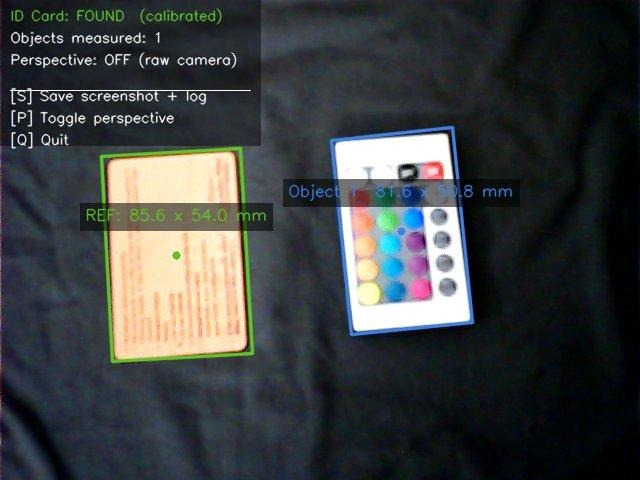 ID Card: FOUND (calibrated)
Objects measured: 1
Perspective: OFF (raw camera)
[S] Save screenshot + log
[P] Toggle perspective
[Q] Quit
REF: 85.6 x 54.0 mm
Object 1: 81.6 x 50.8 mm